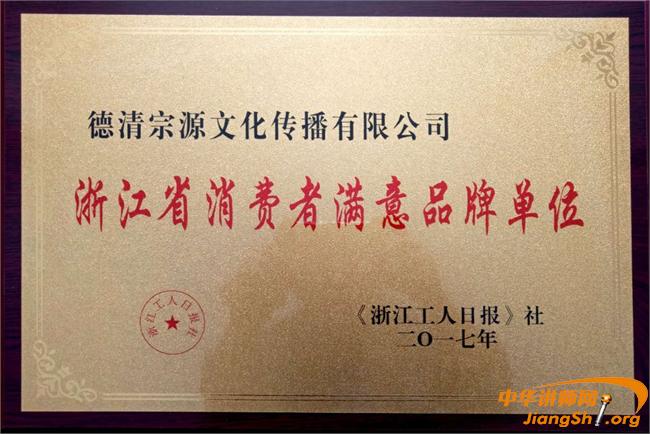 德清宗源文化传播有限公司
浙江省消费者满意品牌单位
浙江工人日报社
《浙江工人日报》社
二〇一七年
中华讲师网
JiangShi.org